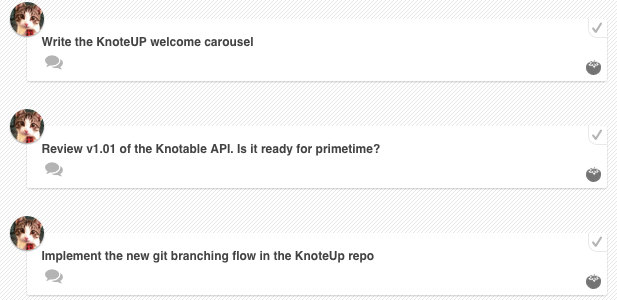 Write the KnoteUP welcome carousel
Review v1.01 of the Knotable API. Is it ready for primetime?
Implement the new git branching flow in the KnoteUp repo